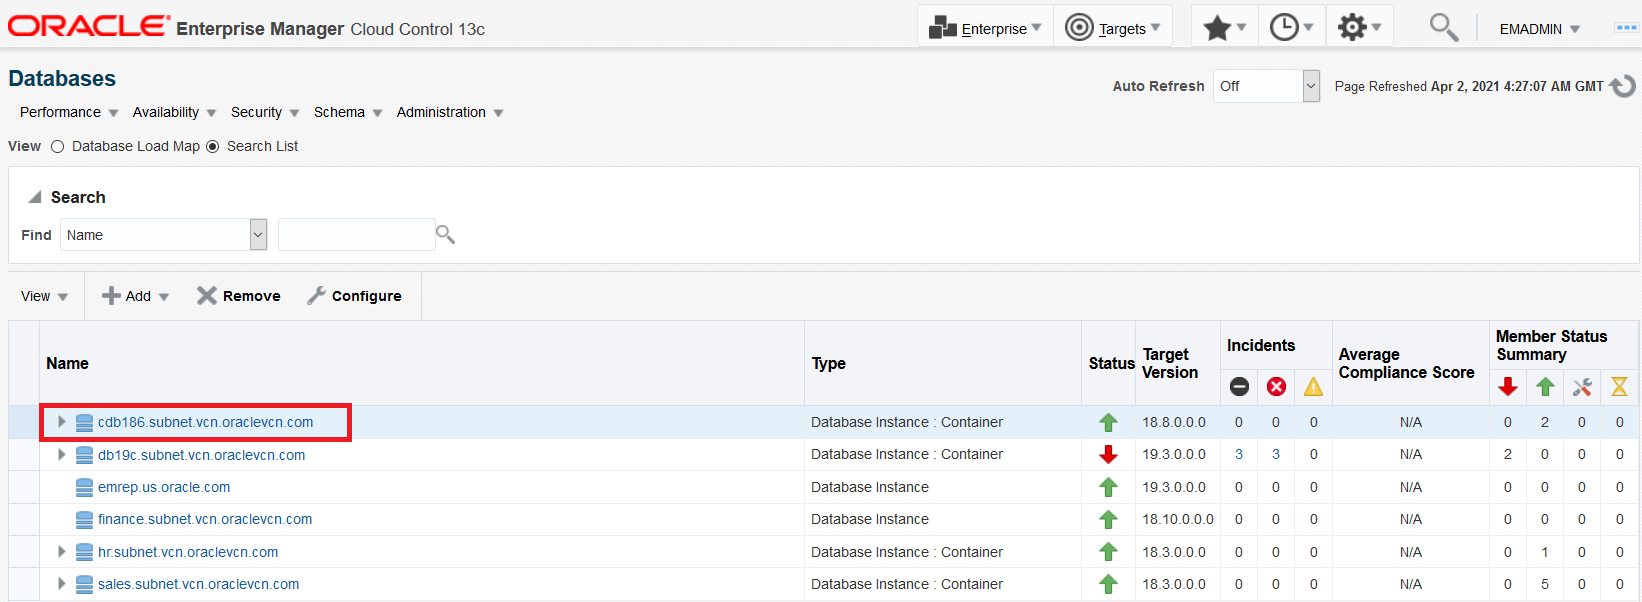 ORACLE Enterprise Manager Cloud Control 13c Enterprise Targets EMADMIN
Databases
Auto Refresh Off Page Refreshed Apr 2, 2021 4:27:07 AM GMT
Performance Availability Security Schema Administration
View Database Load Map Search List
Search
Find Name
View Add Remove Configure
Name Type Status Target Version Incidents Average Compliance Score Member Status Summary
cdb186.subnet.vcn.oraclevcn.com Database Instance : Container 18.8.0.0.0 0 0 0 N/A 0 2 0 0
db19c.subnet.vcn.oraclevcn.com Database Instance : Container 19.3.0.0.0 3 3 0 N/A 2 0 0 0
emrep.us.oracle.com Database Instance 19.3.0.0.0 0 0 0 N/A 0 0 0 0
finance.subnet.vcn.oraclevcn.com Database Instance 18.10.0.0.0 0 0 0 N/A 0 0 0 0
hr.subnet.vcn.oraclevcn.com Database Instance : Container 18.3.0.0.0 0 0 0 N/A 0 1 0 0
sales.subnet.vcn.oraclevcn.com Database Instance : Container 18.3.0.0.0 0 0 0 N/A 0 5 0 0